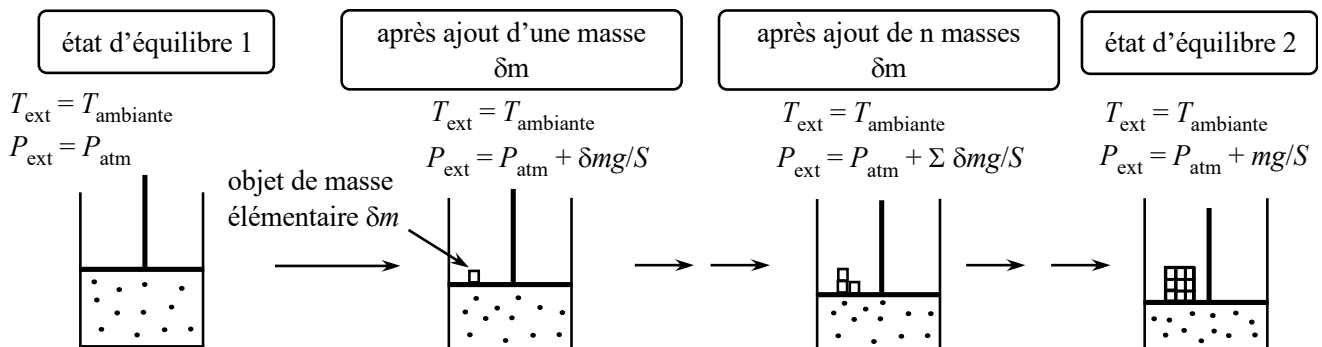 état d’équilibre 1
T_ext = T_ambiante
P_ext = P_atm
après ajout d’une masse
δm
T_ext = T_ambiante
P_ext = P_atm + δmg/S
objet de masse
élémentaire δm
après ajout de n masses
δm
T_ext = T_ambiante
P_ext = P_atm + Σ δmg/S
état d’équilibre 2
T_ext = T_ambiante
P_ext = P_atm + mg/S